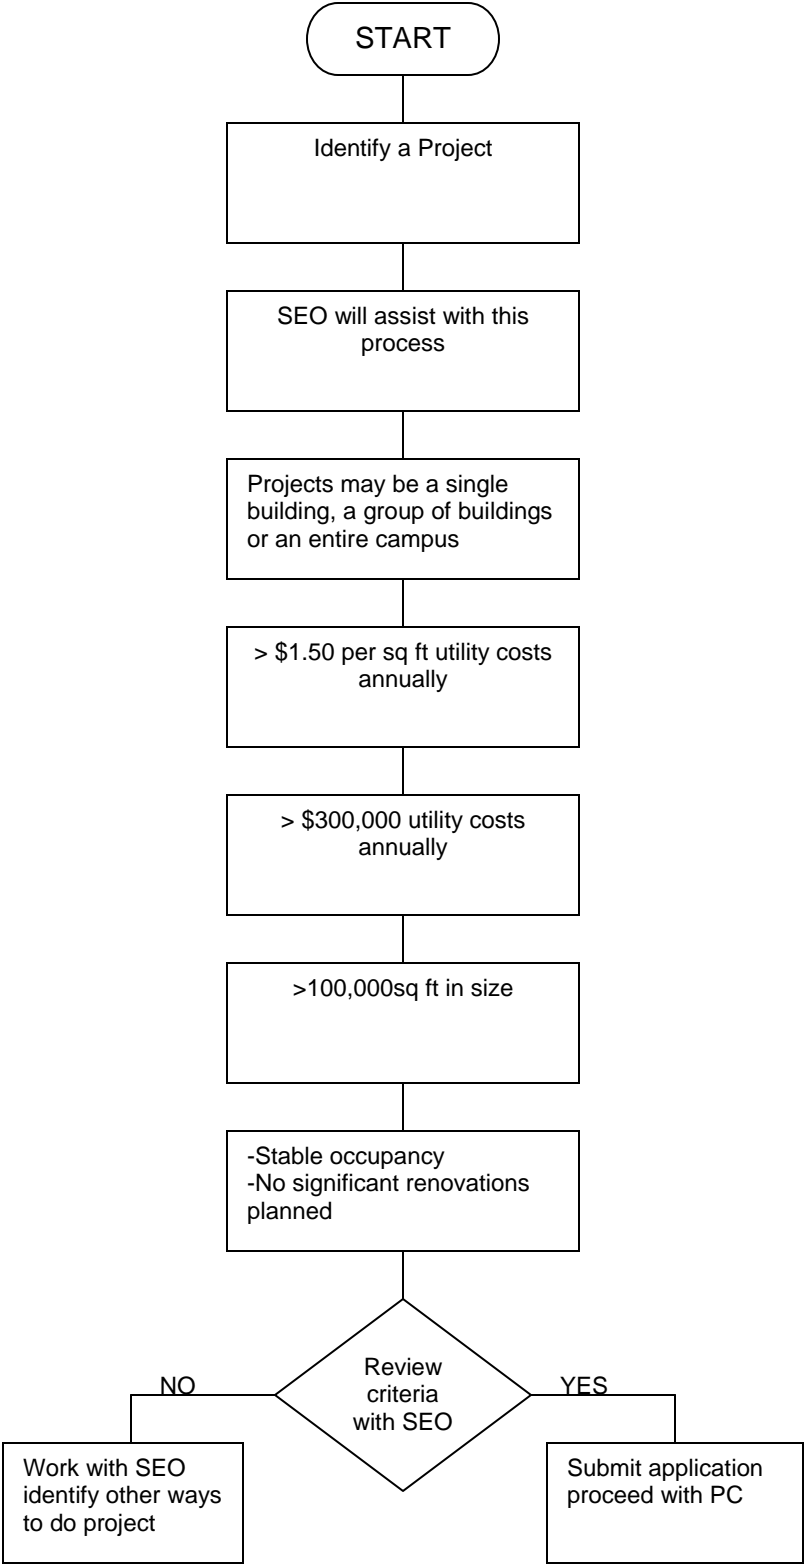 START
Identify a Project
SEO will assist with this
process
Projects may be a single
building, a group of buildings
or an entire campus
> $1.50 per sq ft utility costs
annually
> $300,000 utility costs
annually
>100,000sq ft in size
-Stable occupancy
-No significant renovations
planned
Review
criteria
with SEO
NO
YES
Work with SEO
identify other ways
to do project
Submit application
proceed with PC